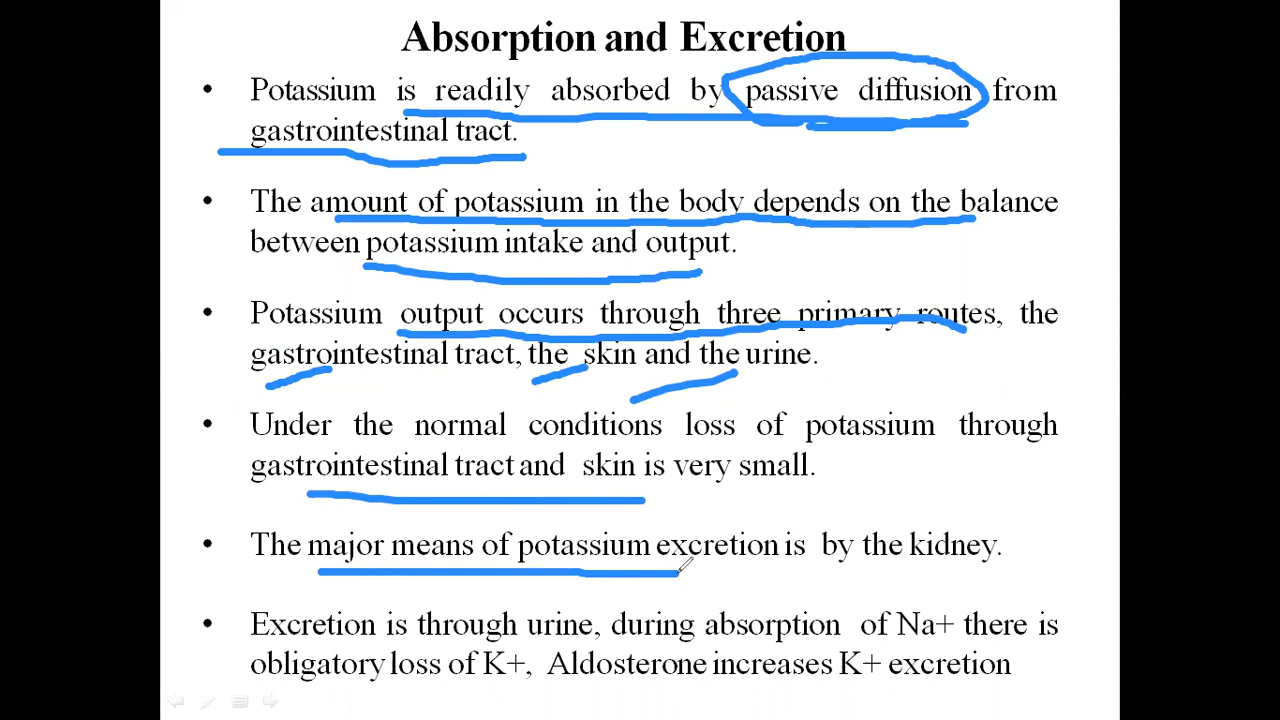 Absorption and Excretion
• Potassium is readily absorbed by passive diffusion from
gastrointestinal tract.
• The amount of potassium in the body depends on the balance
between potassium intake and output.
• Potassium output occurs through three primary routes, the
gastrointestinal tract, the skin and the urine.
• Under the normal conditions loss of potassium through
gastrointestinal tract and skin is very small.
• The major means of potassium excretion is by the kidney.
• Excretion is through urine, during absorption of Na+ there is
obligatory loss of K+, Aldosterone increases K+ excretion